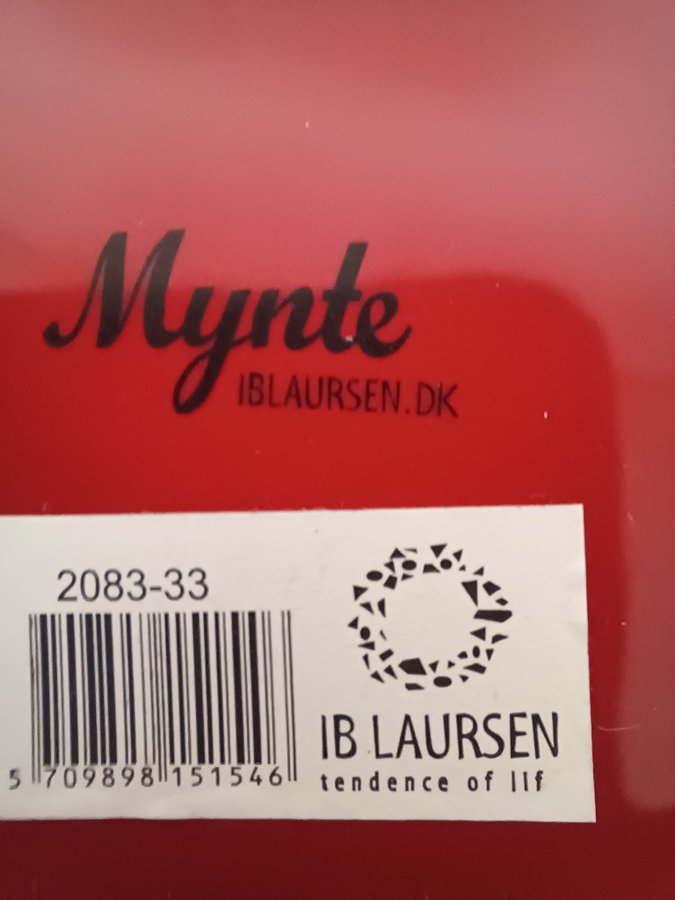 Mynte
IBLAURSEN.DK
2083-33
5 709898 151546
IB LAURSEN
tendence of lif